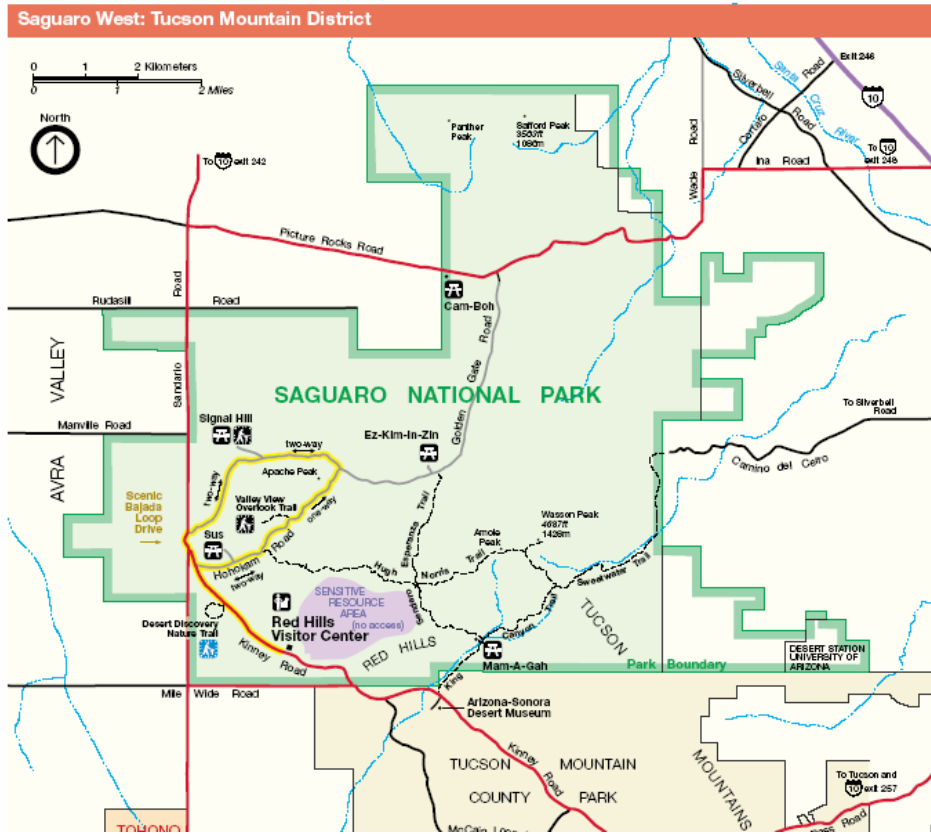 Saguaro West: Tucson Mountain District
0 1 2 Kilometers
0 1 2 Miles
North
To 10 exit 242
Panther
Peak
Safford Peak
3563ft
1086m
Silverbell
Road
Santa
Cruz
River
Cortaro
Road
Exit 246
10
To 10
exit 248
Ina Road
Wade
Road
Picture Rocks Road
Rudasill Road
Cam-Boh
Sandario
Road
Golden Gate Road
VALLEY
AVRA
SAGUARO NATIONAL PARK
Manville Road
Signal Hill
two-way
Ez-Kim-In-Zin
Apache Peak
two-way
one-way
Valley View
Overlook Trail
Scenic
Bajada
Loop
Drive
Sus
Hohokam Road
two-way
To Silverbell
Road
Camino del Cerro
Wasson Peak
4687ft
1428m
Amole
Peak
Hugh Norris Trail
Sendero Esperanza Trail
Sweetwater Trail
SENSITIVE
RESOURCE
AREA
(no access)
Red Hills
Visitor Center
Desert Discovery
Nature Trail
Kinney Road
RED HILLS
King Canyon Trail
Mam-A-Gah
TUCSON
Park Boundary
DESERT STATION
UNIVERSITY OF
ARIZONA
Mile Wide Road
Arizona-Sonora
Desert Museum
Kinney Road
TUCSON MOUNTAIN
COUNTY PARK
MOUNTAINS
To Tucson and
10 exit 257
Road
TOHONO
McCain Loop